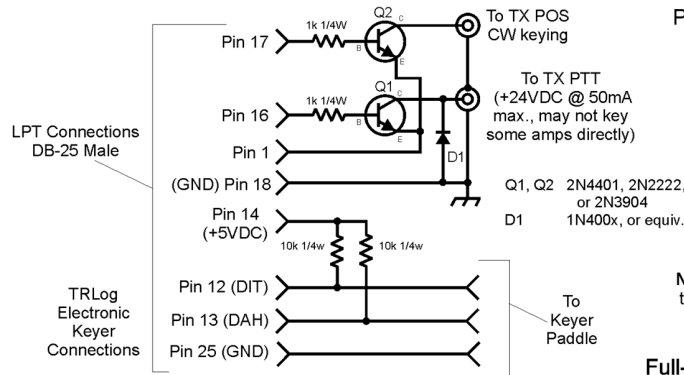 Q2
C
B
E
1k 1/4W
Pin 17
To TX POS
CW keying
P
Q1
C
B
E
1k 1/4W
Pin 16
To TX PTT
(+24VDC @ 50mA
max., may not key
some amps directly)
LPT Connections
DB-25 Male
Pin 1
D1
(GND) Pin 18
Q1, Q2 2N4401, 2N2222,
or 2N3904
D1 1N400x, or equiv.
Pin 14
(+5VDC)
10k 1/4w
10k 1/4w
TRLog
Electronic
Keyer
Connections
Pin 12 (DIT)
Pin 13 (DAH)
Pin 25 (GND)
To
Keyer
Paddle
N
t
Full-